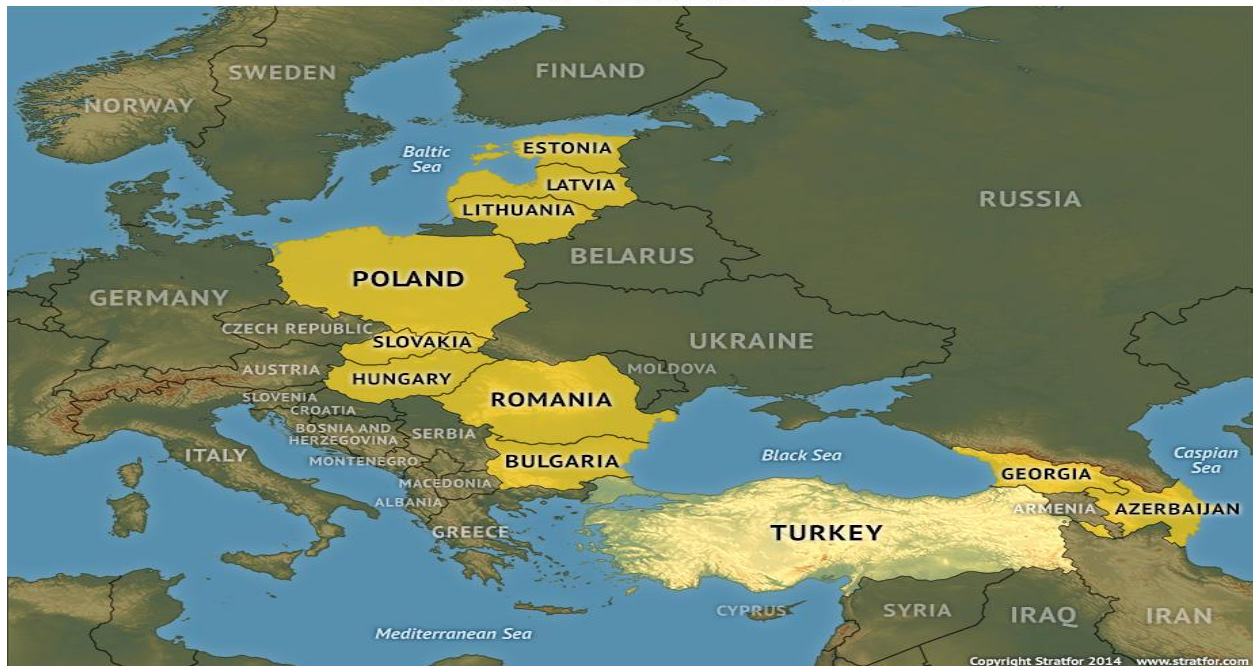 SWEDEN
FINLAND
NORWAY
Baltic
Sea
ESTONIA
LATVIA
LITHUANIA
RUSSIA
BELARUS
POLAND
GERMANY
CZECH REPUBLIC
SLOVAKIA
UKRAINE
AUSTRIA
HUNGARY
MOLDOVA
SLOVENIA
CROATIA
ROMANIA
BOSNIA AND
HERZEGOVINA
SERBIA
ITALY
MONTENEGRO
BULGARIA
Black Sea
Caspian
Sea
GEORGIA
MACEDONIA
ALBANIA
ARMENIA
AZERBAIJAN
GREECE
TURKEY
CYPRUS
SYRIA
IRAQ
IRAN
Mediterranean Sea
Copyright Stratfor 2014 www.stratfor.com